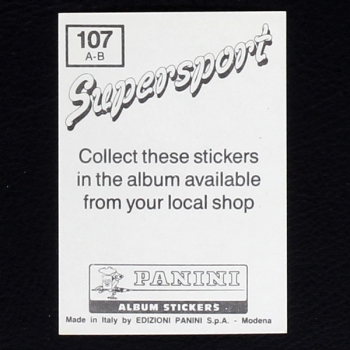 107
A-B
Supersport
Collect these stickers
in the album available
from your local shop
PANINI
ALBUM STICKERS
Made in Italy by EDIZIONI PANINI S.p.A. - Modena